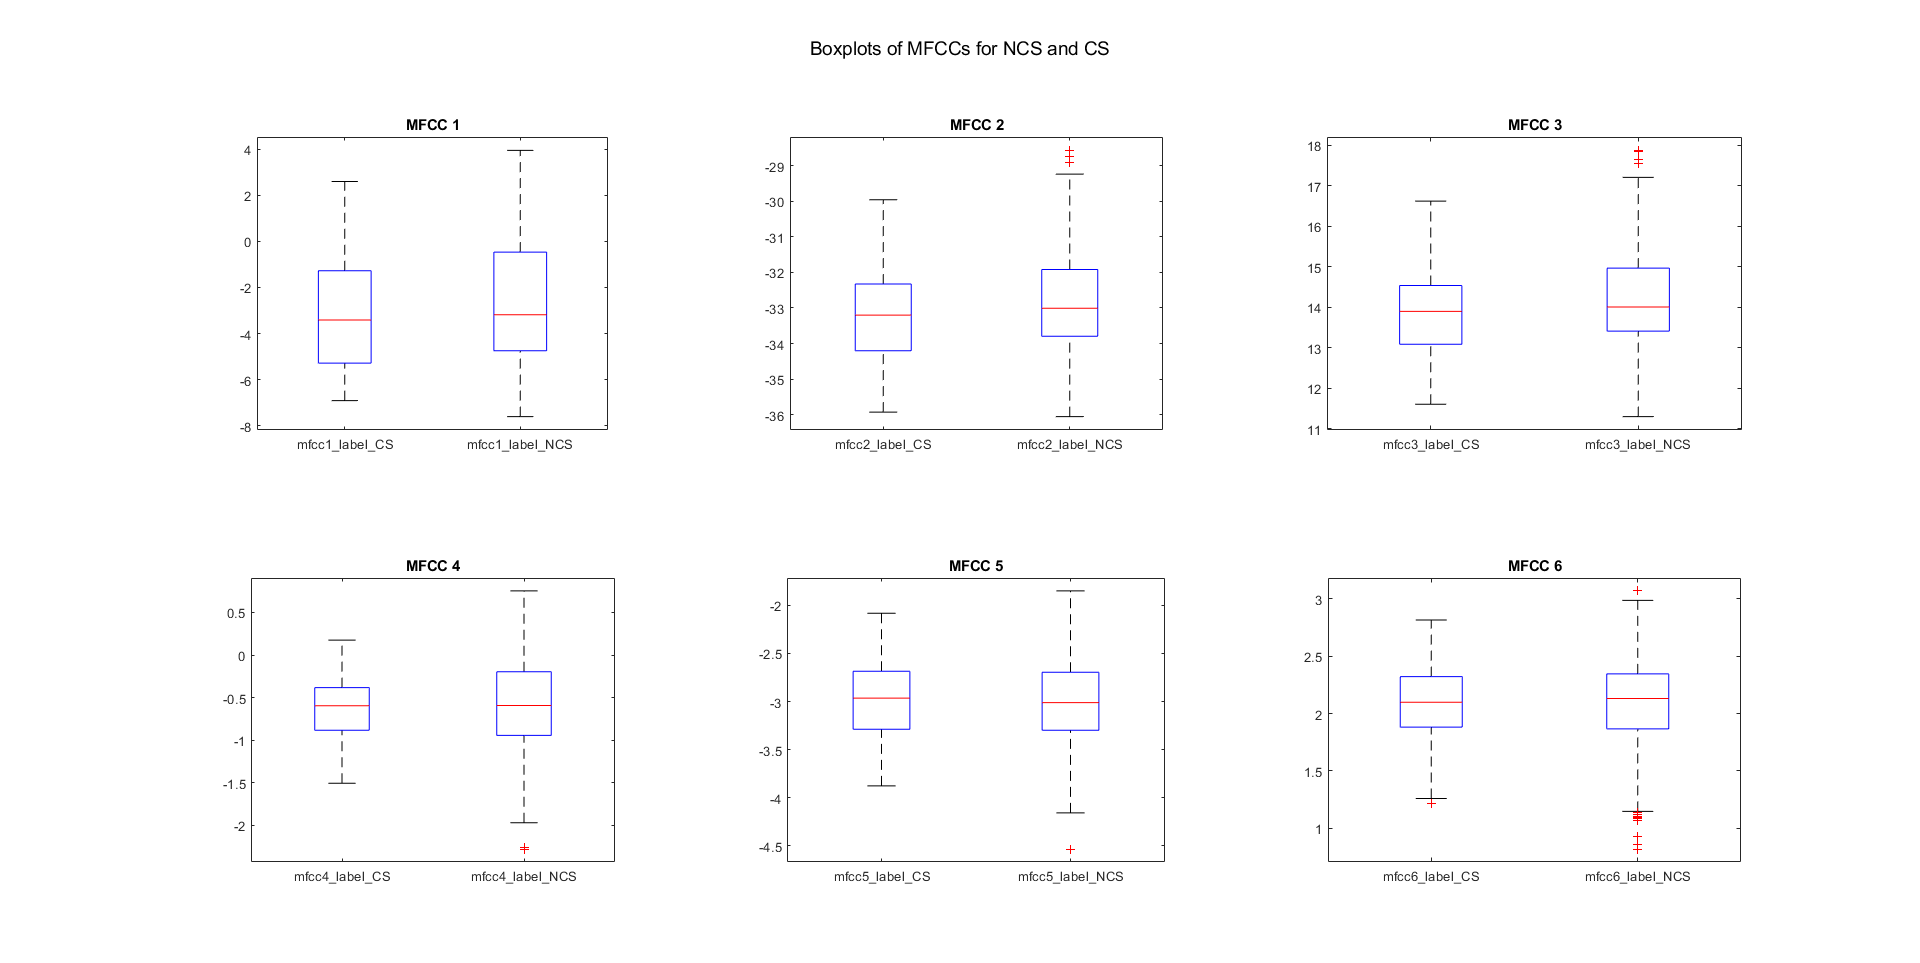 Boxplots of MFCCs for NCS and CS
MFCC 1
4
2
0
-2
-4
-6
-8
mfcc1_label_CS
mfcc1_label_NCS
MFCC 2
-29
-30
-31
-32
-33
-34
-35
-36
mfcc2_label_CS
mfcc2_label_NCS
MFCC 3
18
17
16
15
14
13
12
11
mfcc3_label_CS
mfcc3_label_NCS
MFCC 4
0.5
0
-0.5
-1
-1.5
-2
mfcc4_label_CS
mfcc4_label_NCS
MFCC 5
-2
-2.5
-3
-3.5
-4
-4.5
mfcc5_label_CS
mfcc5_label_NCS
MFCC 6
3
2.5
2
1.5
1
mfcc6_label_CS
mfcc6_label_NCS